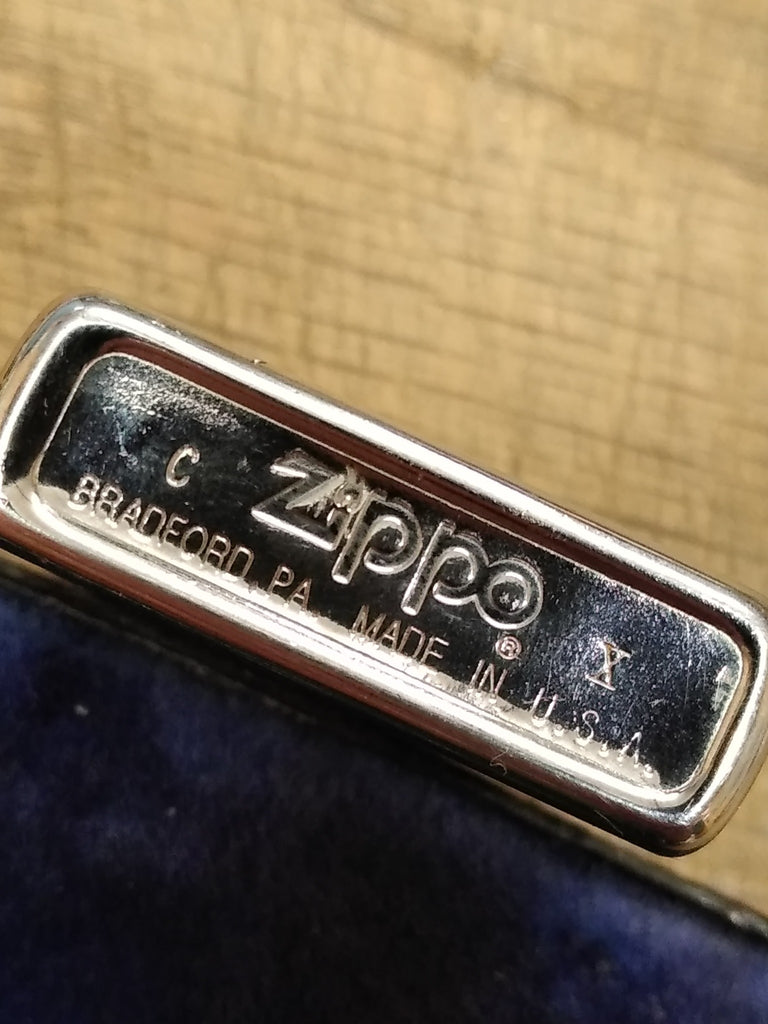 C Zippo ® X
BRADFORD, PA. MADE IN U.S.A.